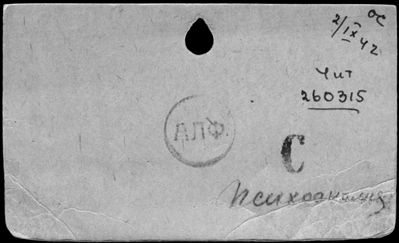 ОС
2/IX 42
Чит
260315
АЛФ.
С
Психоанализ